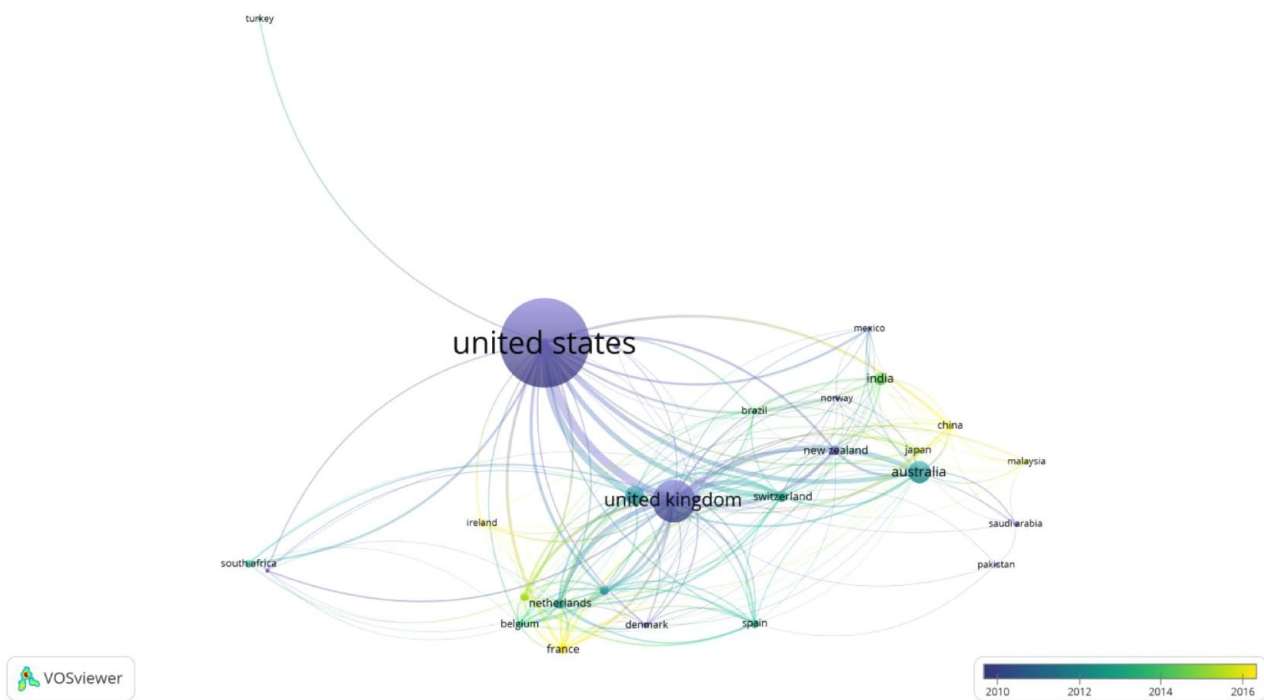 turkey
united states
mexico
india
norway
brazil
china
new zealand
japan
malaysia
australia
united kingdom
switzerland
ireland
saudi arabia
south africa
pakistan
netherlands
belgium
denmark
spain
france
VOSviewer
2010 2012 2014 2016